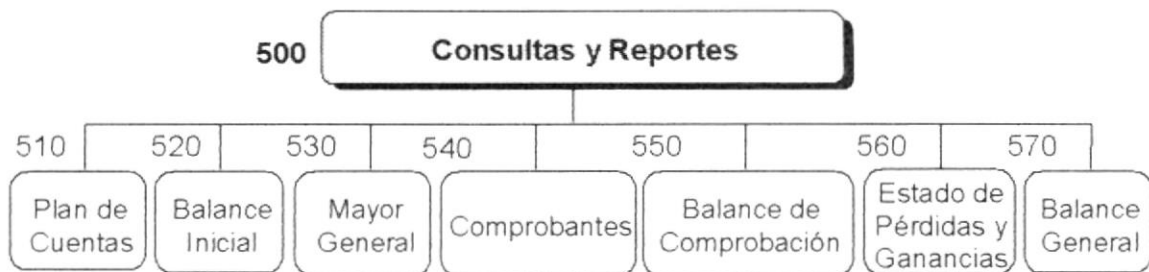 500 Consultas y Reportes
510 520 530 540 550 560 570
Plan de
Cuentas
Balance
Inicial
Mayor
General
Comprobantes
Balance de
Comprobación
Estado de
Pérdidas y
Ganancias
Balance
General